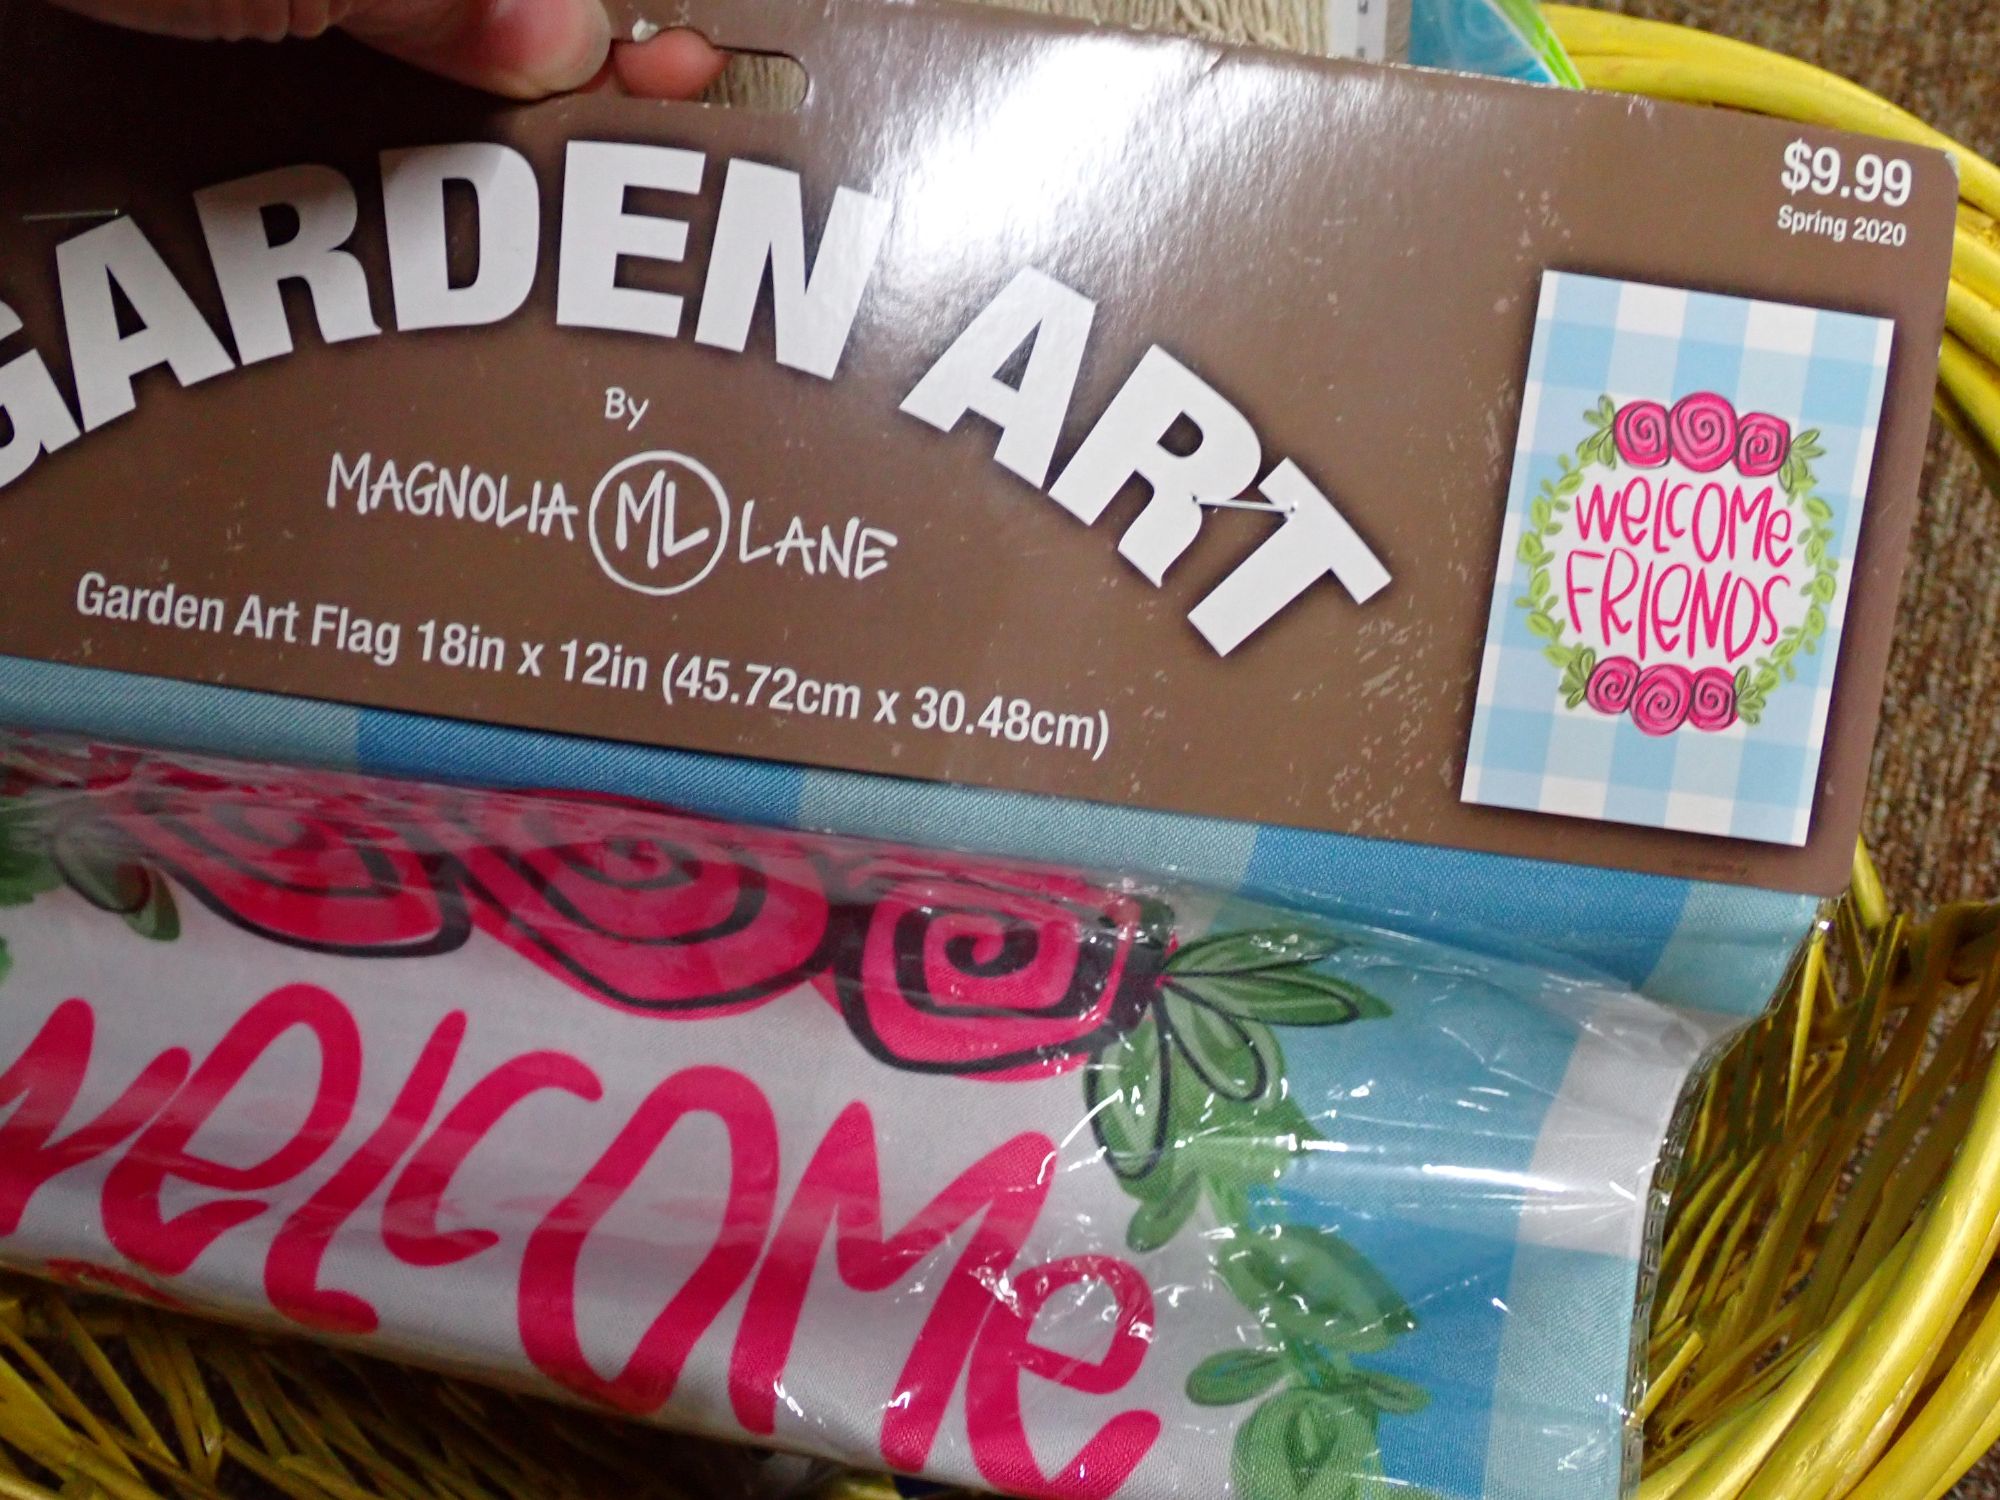 $9.99
Spring 2020
GARDEN ART
By
MAGNOLIA ML LANE
Garden Art Flag 18in x 12in (45.72cm x 30.48cm)
WeLCOMe
FRIeNDS
WeLCOMe